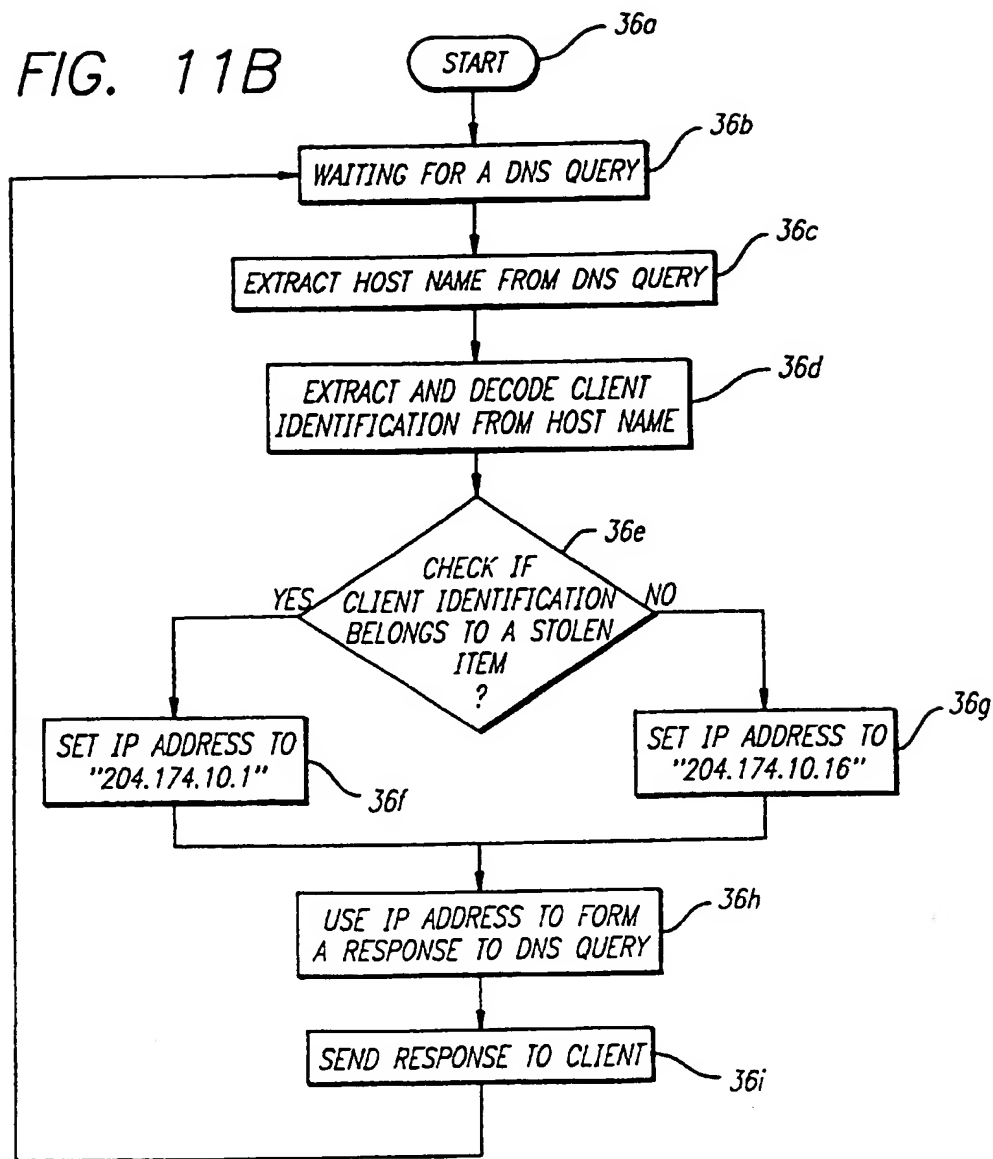 FIG. 11B
36a
START
36b
WAITING FOR A DNS QUERY
36c
EXTRACT HOST NAME FROM DNS QUERY
36d
EXTRACT AND DECODE CLIENT
IDENTIFICATION FROM HOST NAME
36e
CHECK IF
CLIENT IDENTIFICATION
BELONGS TO A STOLEN
ITEM
?
YES
NO
SET IP ADDRESS TO
"204.174.10.1"
36f
36g
SET IP ADDRESS TO
"204.174.10.16"
36h
USE IP ADDRESS TO FORM
A RESPONSE TO DNS QUERY
SEND RESPONSE TO CLIENT
36i